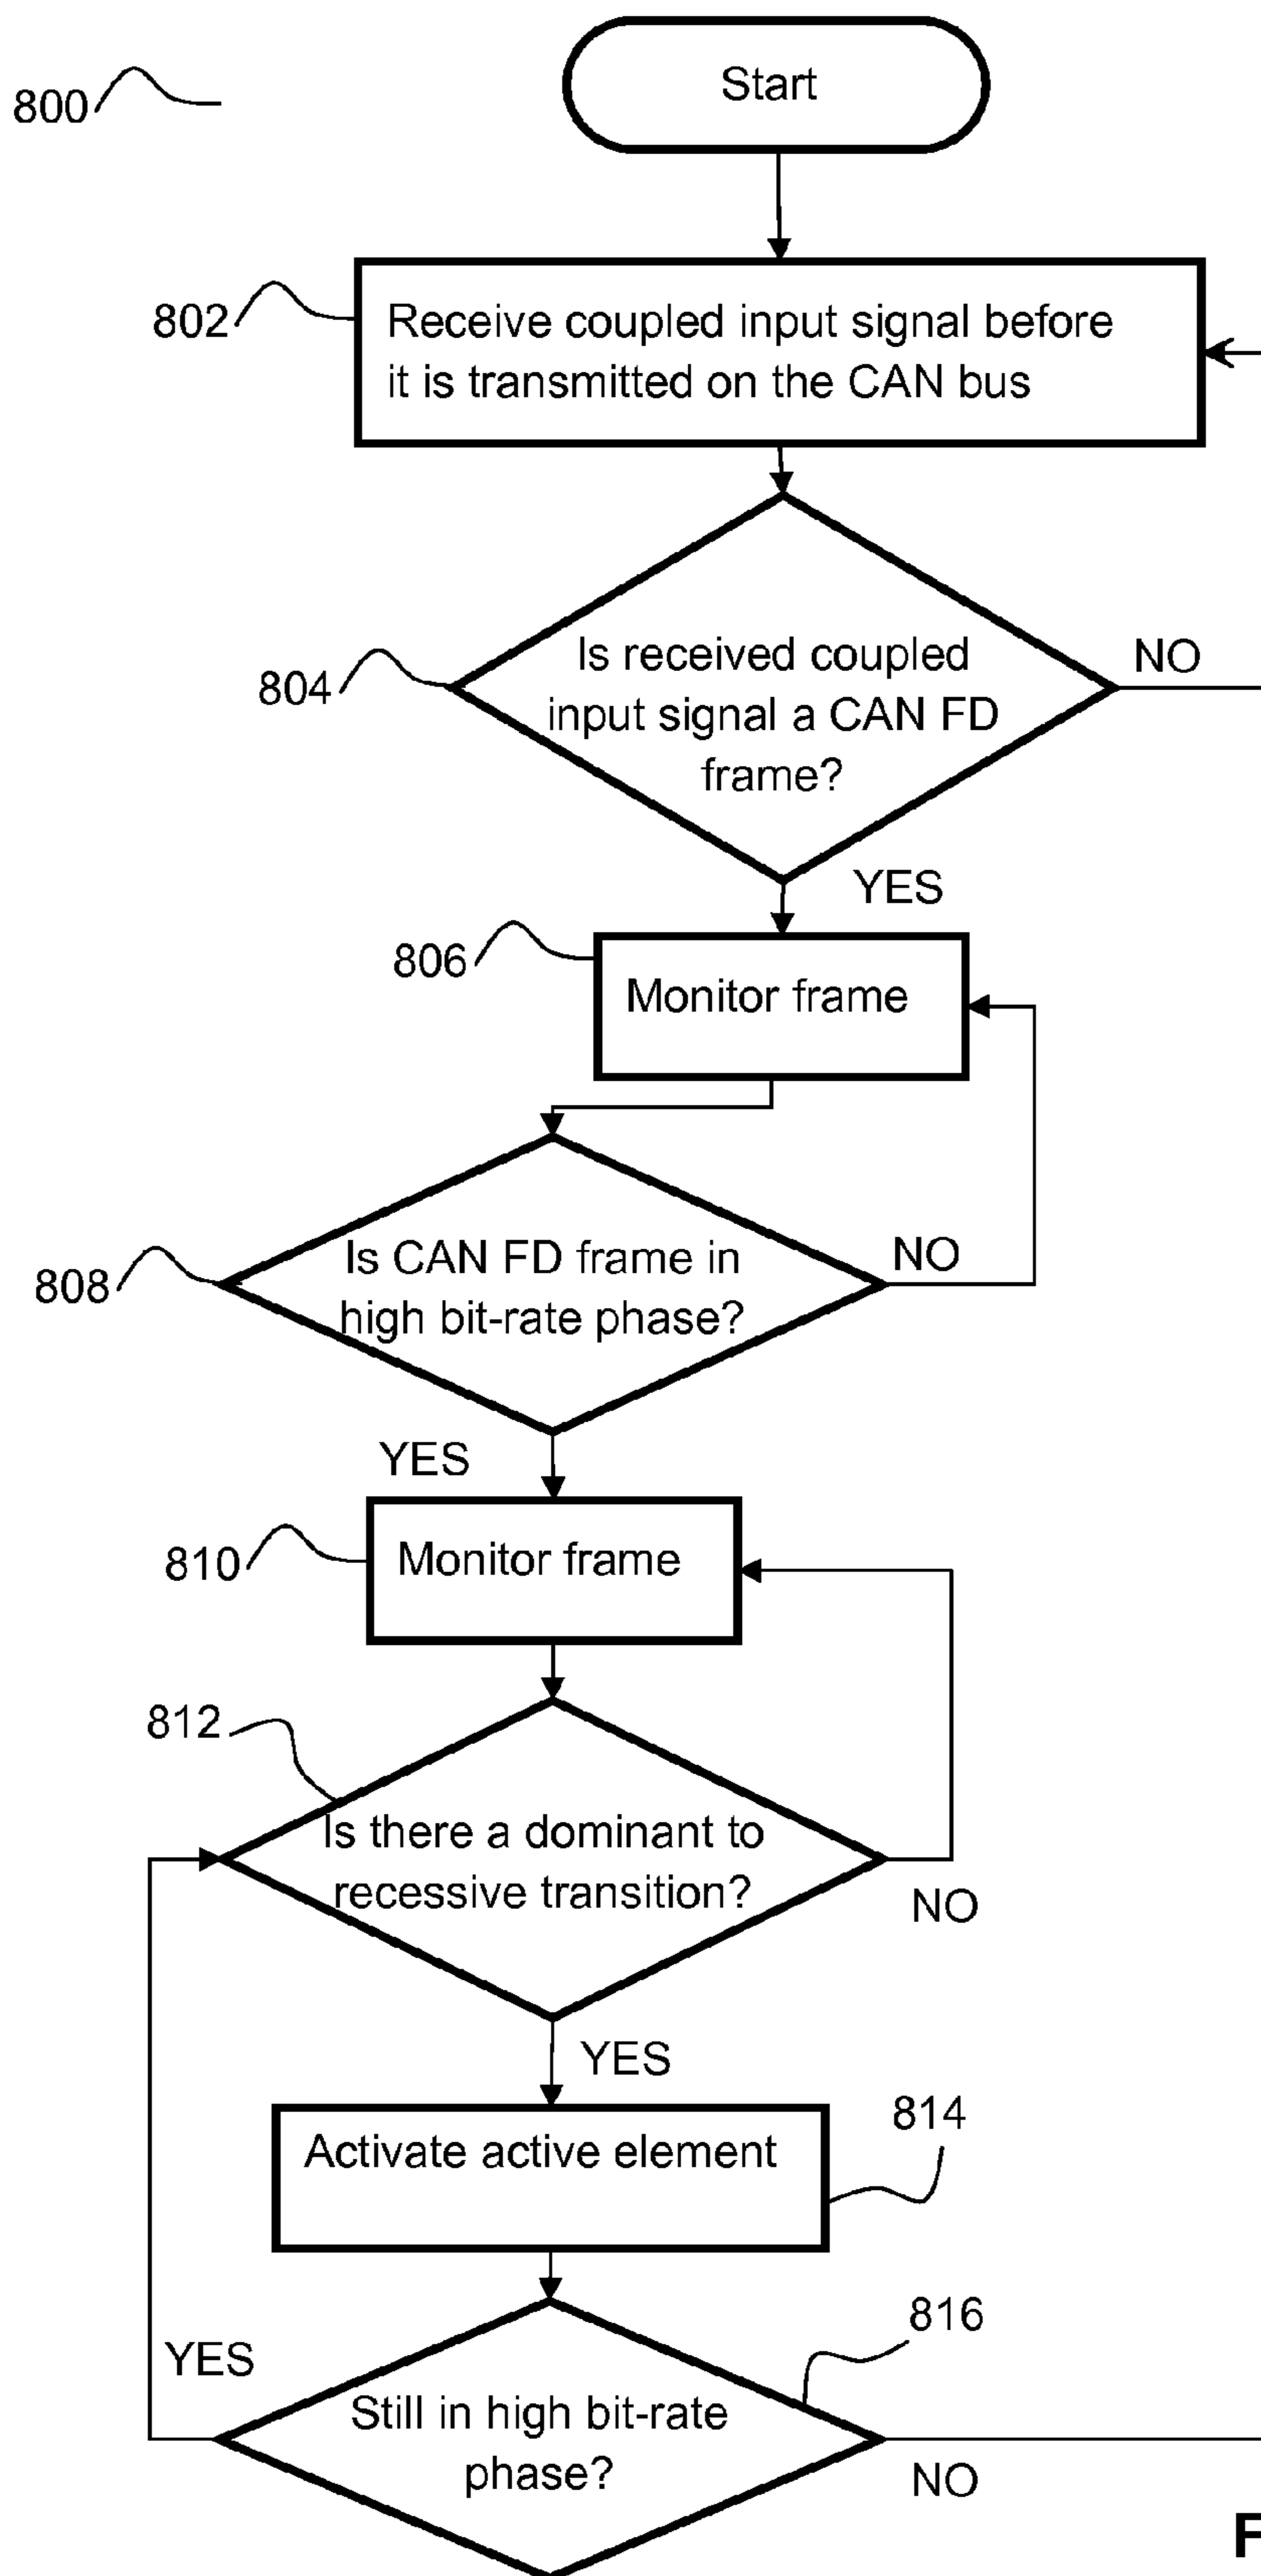 Start
800
802
Receive coupled input signal before
it is transmitted on the CAN bus
804
Is received coupled
input signal a CAN FD
frame?
NO
YES
806
Monitor frame
808
Is CAN FD frame in
high bit-rate phase?
NO
YES
810
Monitor frame
812
Is there a dominant to
recessive transition?
NO
YES
814
Activate active element
816
YES
Still in high bit-rate
phase?
NO
F